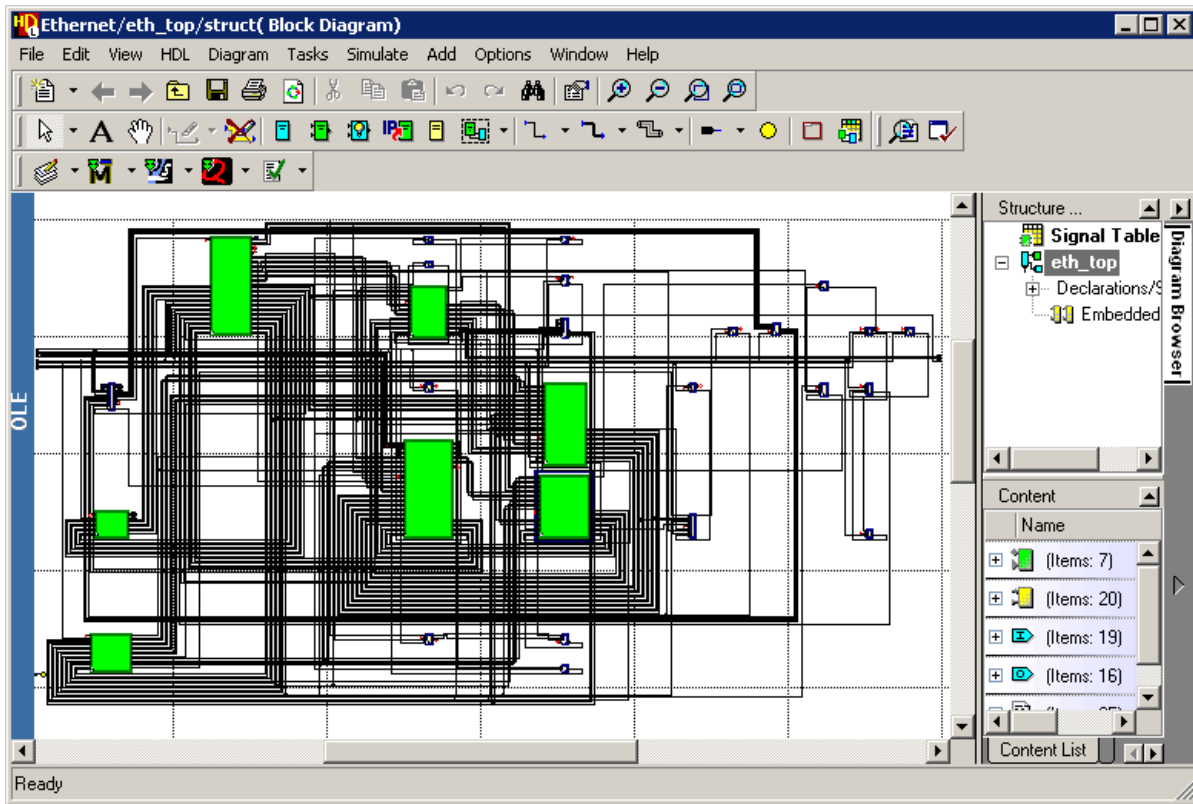 HDL Ethernet/eth_top/struct( Block Diagram)
File Edit View HDL Diagram Tasks Simulate Add Options Window Help
A IP
M
OLE
Structure ...
Signal Table
eth_top
Declarations/S
Embedded
Diagram Browser
Content
Name
(Items: 7)
(Items: 20)
I (Items: 19)
O (Items: 16)
Content List
Ready